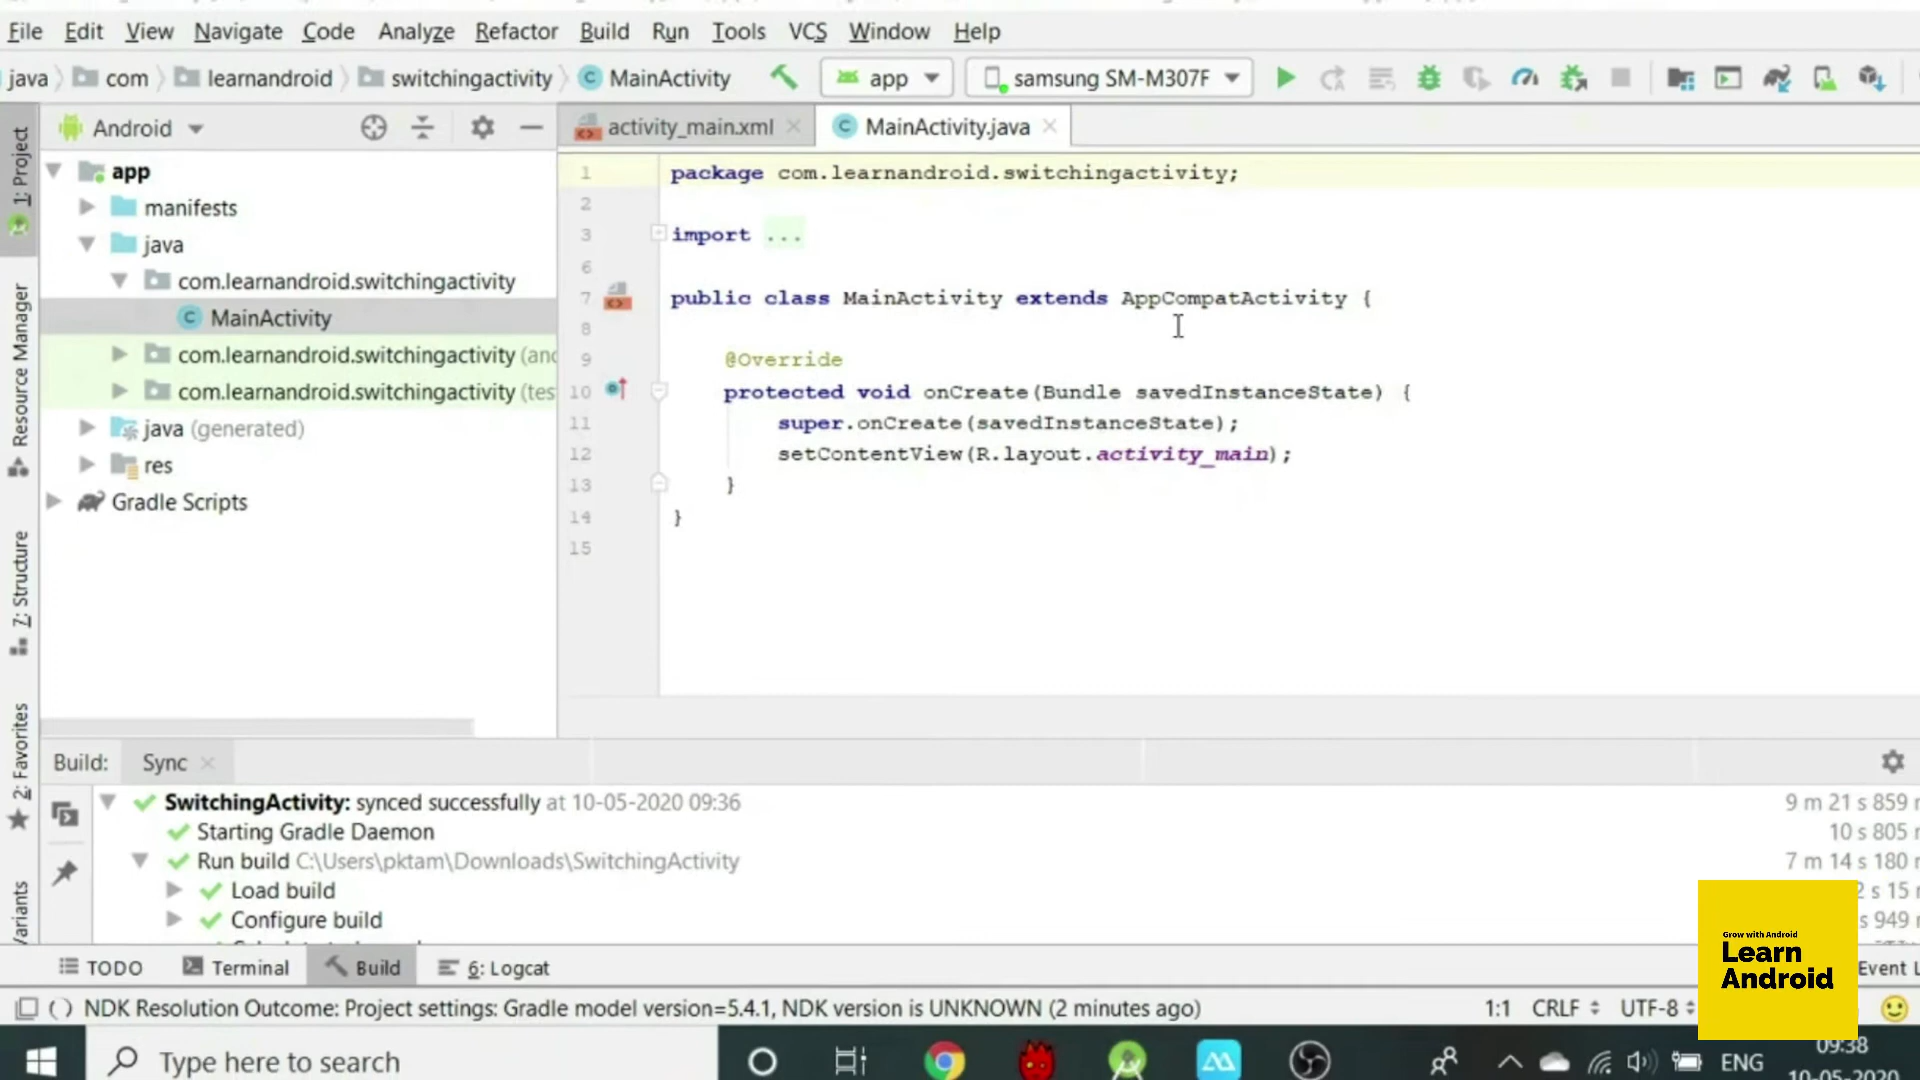 File Edit View Navigate Code Analyze Refactor Build Run Tools VCS Window Help
java com learnandroid switchingactivity MainActivity app samsung SM-M307F
1: Project
Resource Manager
Z: Structure
2: Favorites
Variants
Android
app
manifests
java
com.learnandroid.switchingactivity
MainActivity
com.learnandroid.switchingactivity (and
com.learnandroid.switchingactivity (tes
java (generated)
res
Gradle Scripts
activity_main.xml MainActivity.java
1 package com.learnandroid.switchingactivity;
2
3 import ...
6
7 public class MainActivity extends AppCompatActivity {
8
9 @Override
10 protected void onCreate(Bundle savedInstanceState) {
11 super.onCreate(savedInstanceState);
12 setContentView(R.layout.activity_main);
13 }
14 }
15
Build: Sync
SwitchingActivity: synced successfully at 10-05-2020 09:36 9 m 21 s 859 m
Starting Gradle Daemon 10 s 805 m
Run build C:\Users\pktam\Downloads\SwitchingActivity 7 m 14 s 180 m
Load build 2 s 15 m
Configure build s 949 m
Grow with Android
Learn
Android
TODO Terminal Build 6: Logcat Event L
NDK Resolution Outcome: Project settings: Gradle model version=5.4.1, NDK version is UNKNOWN (2 minutes ago) 1:1 CRLF UTF-8
Type here to search ENG 09:38
10-05-2020